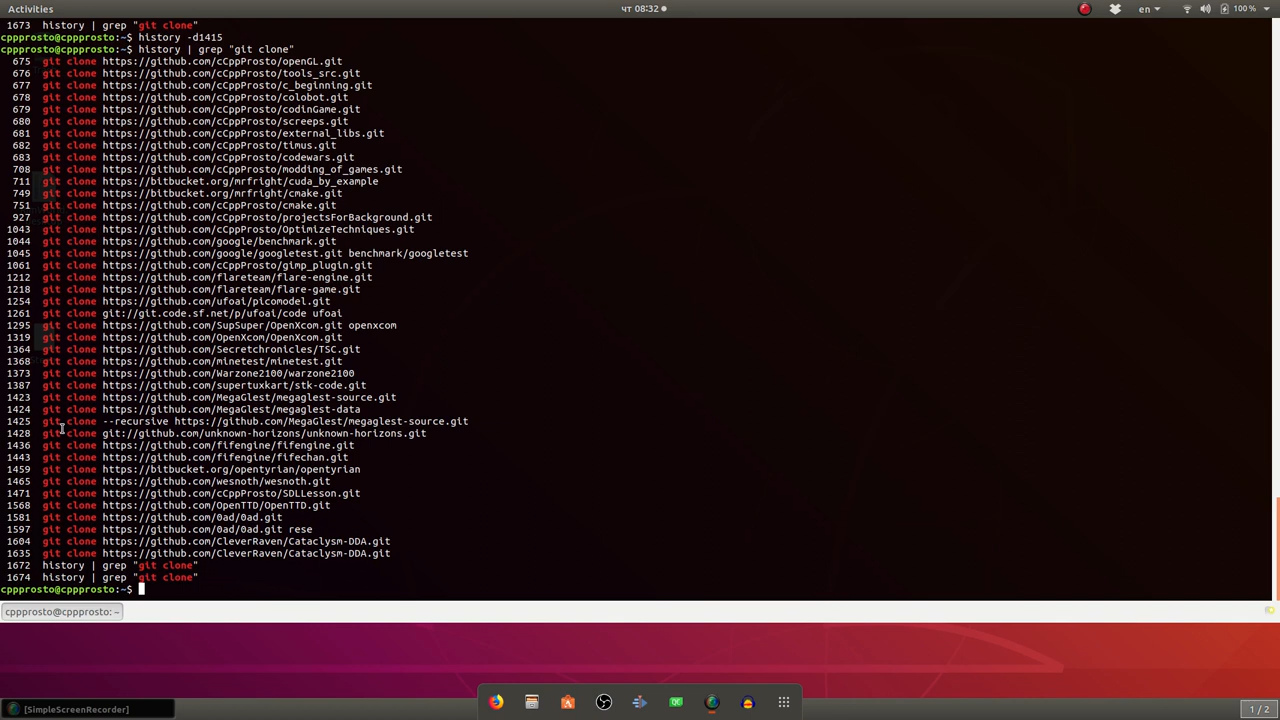 Activities
чт 08:32
en
100 %
1673 history | grep "git clone"
cppprosto@cppprosto:~$ history -d1415
cppprosto@cppprosto:~$ history | grep "git clone"
675 git clone https://github.com/cCppProsto/openGL.git
676 git clone https://github.com/cCppProsto/tools_src.git
677 git clone https://github.com/cCppProsto/c_beginning.git
678 git clone https://github.com/cCppProsto/colobot.git
679 git clone https://github.com/cCppProsto/codinGame.git
680 git clone https://github.com/cCppProsto/screeps.git
681 git clone https://github.com/cCppProsto/external_libs.git
682 git clone https://github.com/cCppProsto/timus.git
683 git clone https://github.com/cCppProsto/codewars.git
708 git clone https://github.com/cCppProsto/modding_of_games.git
711 git clone https://bitbucket.org/mrfright/cuda_by_example
749 git clone https://bitbucket.org/mrfright/cmake.git
751 git clone https://github.com/cCppProsto/cmake.git
927 git clone https://github.com/cCppProsto/projectsForBackground.git
1043 git clone https://github.com/cCppProsto/OptimizeTechniques.git
1044 git clone https://github.com/google/benchmark.git
1045 git clone https://github.com/google/googletest.git benchmark/googletest
1061 git clone https://github.com/cCppProsto/gimp_plugin.git
1212 git clone https://github.com/flareteam/flare-engine.git
1218 git clone https://github.com/flareteam/flare-game.git
1254 git clone https://github.com/ufoai/picomodel.git
1261 git clone git://git.code.sf.net/p/ufoai/code ufoai
1295 git clone https://github.com/SupSuper/OpenXcom.git openxcom
1319 git clone https://github.com/OpenXcom/OpenXcom.git
1364 git clone https://github.com/Secretchronicles/TSC.git
1368 git clone https://github.com/minetest/minetest.git
1373 git clone https://github.com/Warzone2100/warzone2100
1387 git clone https://github.com/supertuxkart/stk-code.git
1423 git clone https://github.com/MegaGlest/megaglest-source.git
1424 git clone https://github.com/MegaGlest/megaglest-data
1425 git clone --recursive https://github.com/MegaGlest/megaglest-source.git
1428 git clone git://github.com/unknown-horizons/unknown-horizons.git
1436 git clone https://github.com/fifengine/fifengine.git
1443 git clone https://github.com/fifengine/fifechan.git
1459 git clone https://bitbucket.org/opentyrian/opentyrian
1465 git clone https://github.com/wesnoth/wesnoth.git
1471 git clone https://github.com/cCppProsto/SDLLesson.git
1568 git clone https://github.com/OpenTTD/OpenTTD.git
1581 git clone https://github.com/0ad/0ad.git
1597 git clone https://github.com/0ad/0ad.git rese
1604 git clone https://github.com/CleverRaven/Cataclysm-DDA.git
1635 git clone https://github.com/CleverRaven/Cataclysm-DDA.git
1672 history | grep "git clone"
1674 history | grep "git clone"
cppprosto@cppprosto:~$
cppprosto@cppprosto: ~
QC
[SimpleScreenRecorder]
1 / 2